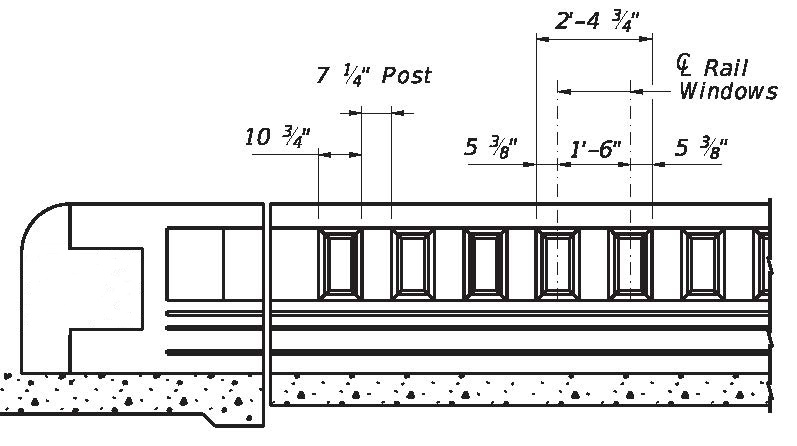 2'-4 3/4"
℄ Rail
Windows
7 1/4" Post
10 3/4"
5 3/8"
1'-6"
5 3/8"